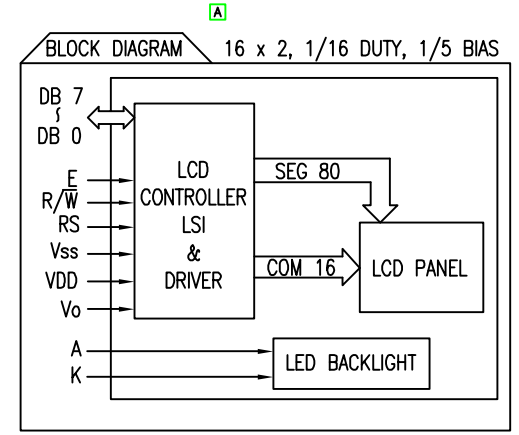 A
BLOCK DIAGRAM 16 x 2, 1/16 DUTY, 1/5 BIAS
DB 7
∫
DB 0
E
R/W̅
RS
Vss
VDD
Vo
A
K
LCD
CONTROLLER
LSI
&
DRIVER
SEG 80
COM 16
LCD PANEL
LED BACKLIGHT